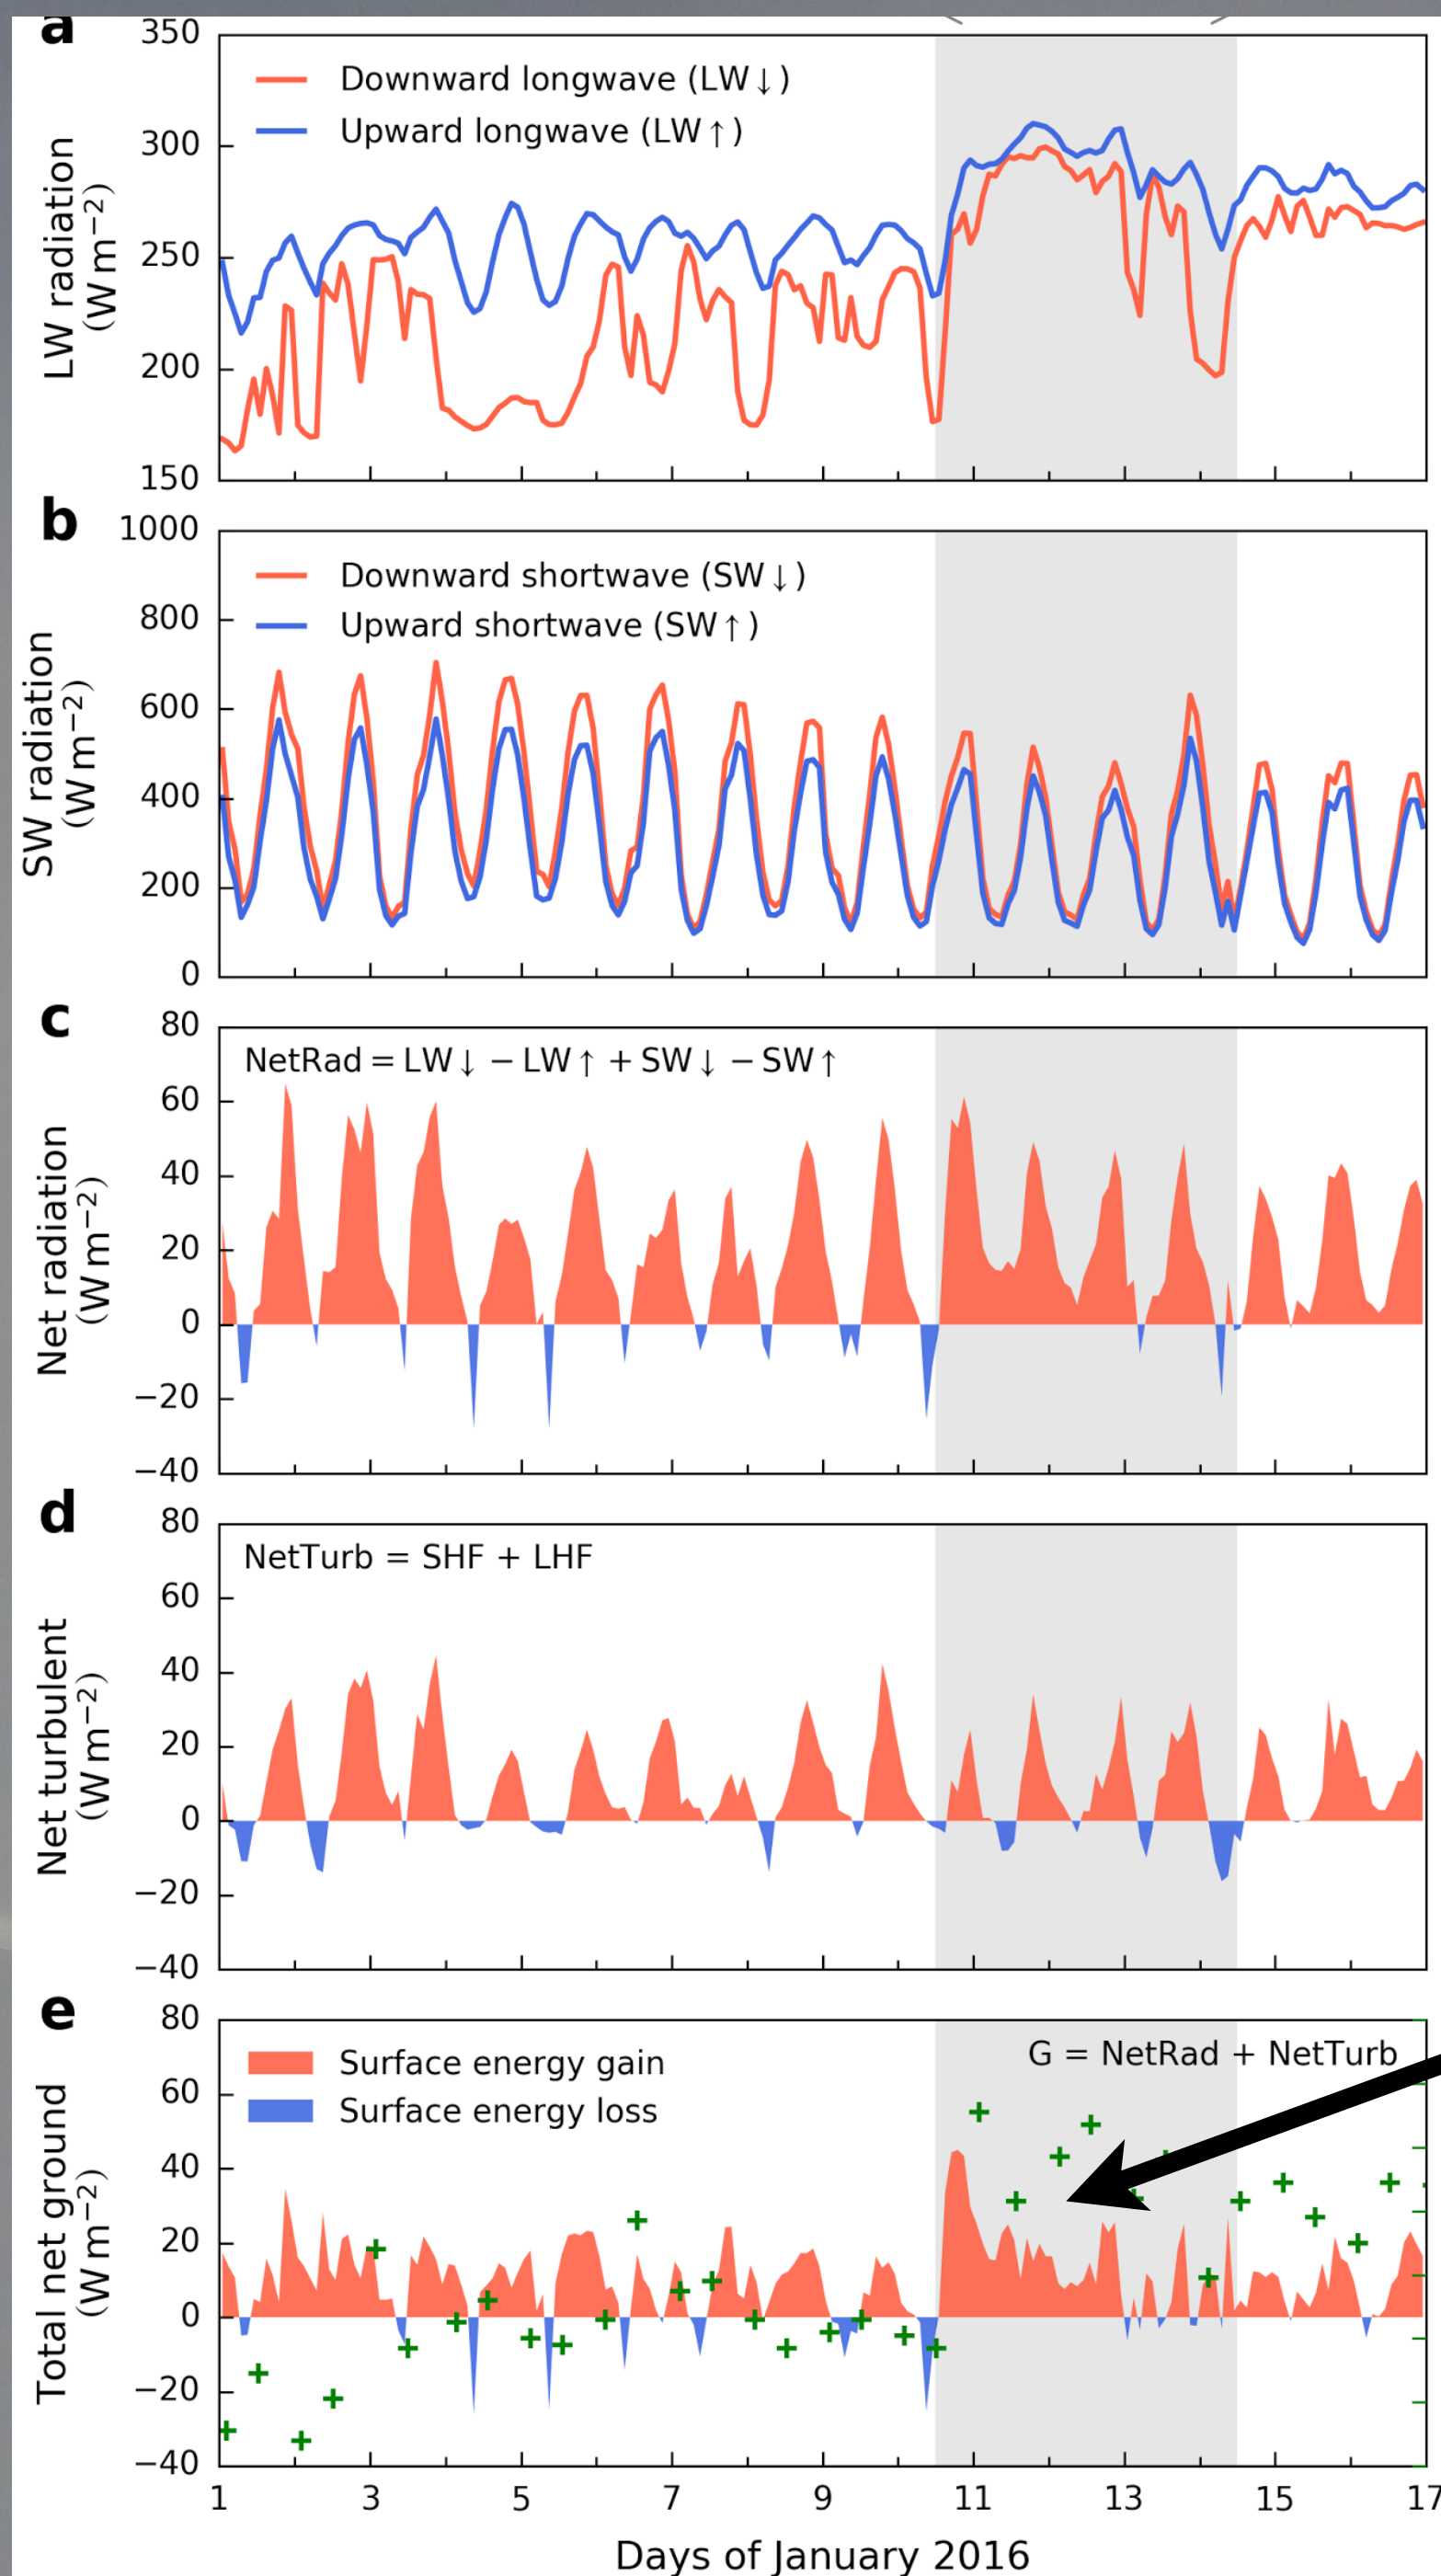 a
350
Downward longwave (LW↓)
Upward longwave (LW↑)
300
250
200
150
LW radiation
(W m⁻²)
b
1000
Downward shortwave (SW↓)
Upward shortwave (SW↑)
800
600
400
200
0
SW radiation
(W m⁻²)
c
80
NetRad = LW↓ − LW↑ + SW↓ − SW↑
60
40
20
0
−20
−40
Net radiation
(W m⁻²)
d
80
NetTurb = SHF + LHF
60
40
20
0
−20
−40
Net turbulent
(W m⁻²)
e
80
Surface energy gain
Surface energy loss
G = NetRad + NetTurb
60
40
20
0
−20
−40
Total net ground
(W m⁻²)
1 3 5 7 9 11 13 15 17
Days of January 2016